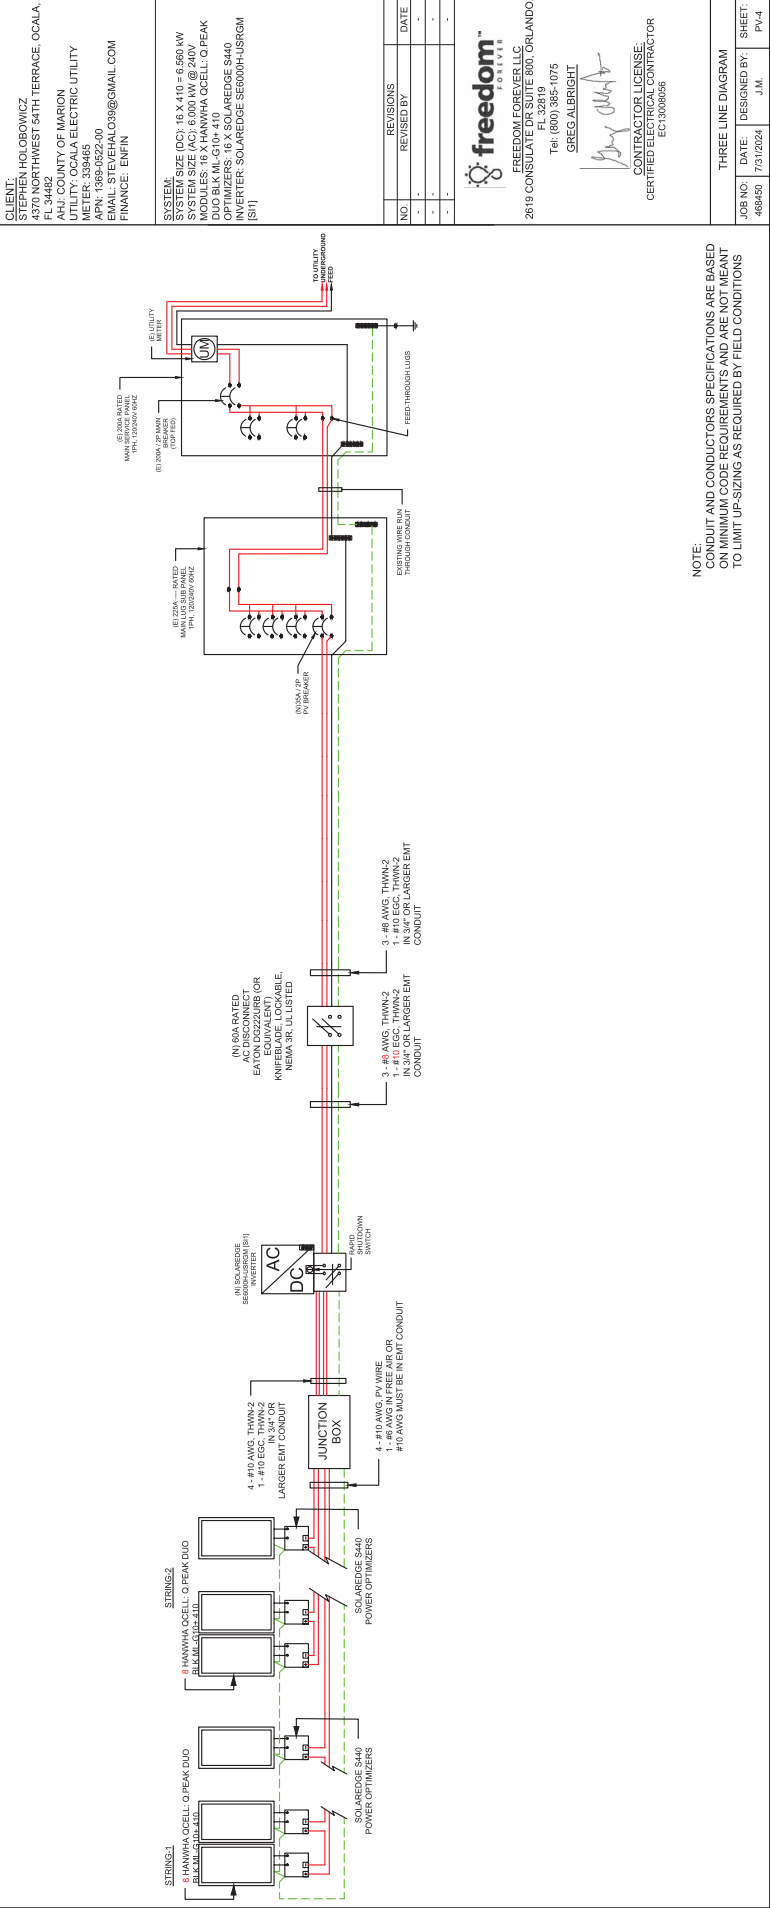 STRING-1
8 HANWHA QCELL: Q.PEAK DUO
BLK ML-G10+ 410
SOLAREDGE S440
POWER OPTIMIZERS
STRING-2
8 HANWHA QCELL: Q.PEAK DUO
BLK ML-G10+ 410
SOLAREDGE S440
POWER OPTIMIZERS
4 - #10 AWG, THWN-2
1 - #10 EGC, THWN-2
IN 3/4" OR
LARGER EMT CONDUIT
JUNCTION
BOX
4 - #10 AWG, PV WIRE
1 - #6 AWG IN FREE AIR OR
#10 AWG MUST BE IN EMT CONDUIT
(N) SOLAREDGE
SE6000H-USRGM [SI1]
INVERTER
AC
DC
RAPID
SHUTDOWN
SWITCH
(N) 60A RATED
AC DISCONNECT
EATON DG222URB (OR
EQUIVALENT)
KNIFEBLADE, LOCKABLE,
NEMA 3R, UL LISTED
3 - #8 AWG, THWN-2
1 - #10 EGC, THWN-2
IN 3/4" OR LARGER EMT
CONDUIT
3 - #8 AWG, THWN-2
1 - #10 EGC, THWN-2
IN 3/4" OR LARGER EMT
CONDUIT
(E) 225A ---- RATED
MAIN LUG SUB PANEL
1PH, 120/240V 60HZ
(N)35A / 2P
PV BREAKER
EXISTING WIRE RUN
THROUGH CONDUIT
(E) 200A RATED
MAIN SERVICE PANEL
1PH, 120/240V 60HZ
(E) 200A / 2P MAIN
BREAKER
(TOP FED)
(E) UTILITY
METER
UM
FEED-THROUGH LUGS
TO UTILITY
UNDERGROUND
FEED
NOTE:
CONDUIT AND CONDUCTORS SPECIFICATIONS ARE BASED
ON MINIMUM CODE REQUIREMENTS AND ARE NOT MEANT
TO LIMIT UP-SIZING AS REQUIRED BY FIELD CONDITIONS
CLIENT:
STEPHEN HOLOBOWICZ
4370 NORTHWEST 54TH TERRACE, OCALA,
FL 34482
AHJ: COUNTY OF MARION
UTILITY: OCALA ELECTRIC UTILITY
METER: 339465
APN: 1369-0522-00
EMAIL: STEVEHALO39@GMAIL.COM
FINANCE: ENFIN
SYSTEM:
SYSTEM SIZE (DC): 16 X 410 = 6.560 kW
SYSTEM SIZE (AC): 6.000 kW @ 240V
MODULES: 16 X HANWHA QCELL: Q.PEAK
DUO BLK ML-G10+ 410
OPTIMIZERS: 16 X SOLAREDGE S440
INVERTER: SOLAREDGE SE6000H-USRGM
[SI1]
REVISIONS
NO. REVISED BY DATE
- - -
- - -
- - -
freedom™
FOREVER
FREEDOM FOREVER LLC
2619 CONSULATE DR SUITE 800, ORLANDO
FL 32819
Tel: (800) 385-1075
GREG ALBRIGHT
CONTRACTOR LICENSE:
CERTIFIED ELECTRICAL CONTRACTOR
EC13008056
THREE LINE DIAGRAM
JOB NO: DATE: DESIGNED BY: SHEET:
468450 7/31/2024 J.M. PV-4